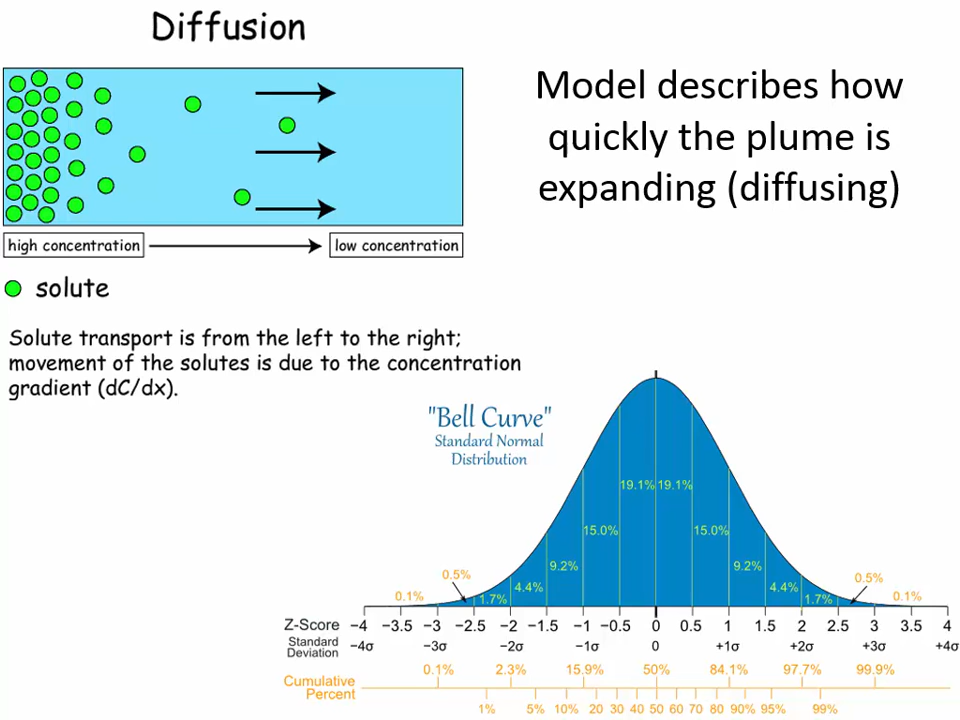 Diffusion
Model describes how
quickly the plume is
expanding (diffusing)
high concentration
low concentration
solute
Solute transport is from the left to the right;
movement of the solutes is due to the concentration
gradient (dC/dx).
"Bell Curve"
Standard Normal
Distribution
19.1% 19.1%
15.0% 15.0%
9.2% 9.2%
0.5% 4.4% 4.4% 0.5%
0.1% 1.7% 1.7% 0.1%
Z-Score −4 −3.5 −3 −2.5 −2 −1.5 −1 −0.5 0 0.5 1 1.5 2 2.5 3 3.5 4
Standard
Deviation −4σ −3σ −2σ −1σ 0 +1σ +2σ +3σ +4σ
0.1% 2.3% 15.9% 50% 84.1% 97.7% 99.9%
Cumulative
Percent
1% 5% 10% 20 30 40 50 60 70 80 90% 95% 99%